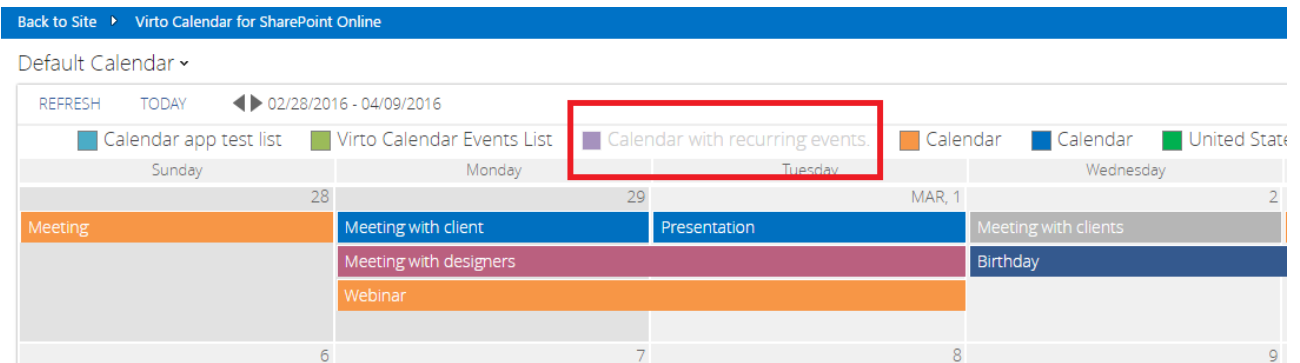 Back to Site Virto Calendar for SharePoint Online
Default Calendar
REFRESH TODAY 02/28/2016 - 04/09/2016
Calendar app test list Virto Calendar Events List Calendar with recurring events. Calendar Calendar United State
Sunday Monday Tuesday Wednesday
28 29 MAR, 1 2
Meeting Meeting with client Presentation Meeting with clients
Meeting with designers Birthday
Webinar
6 7 8 9